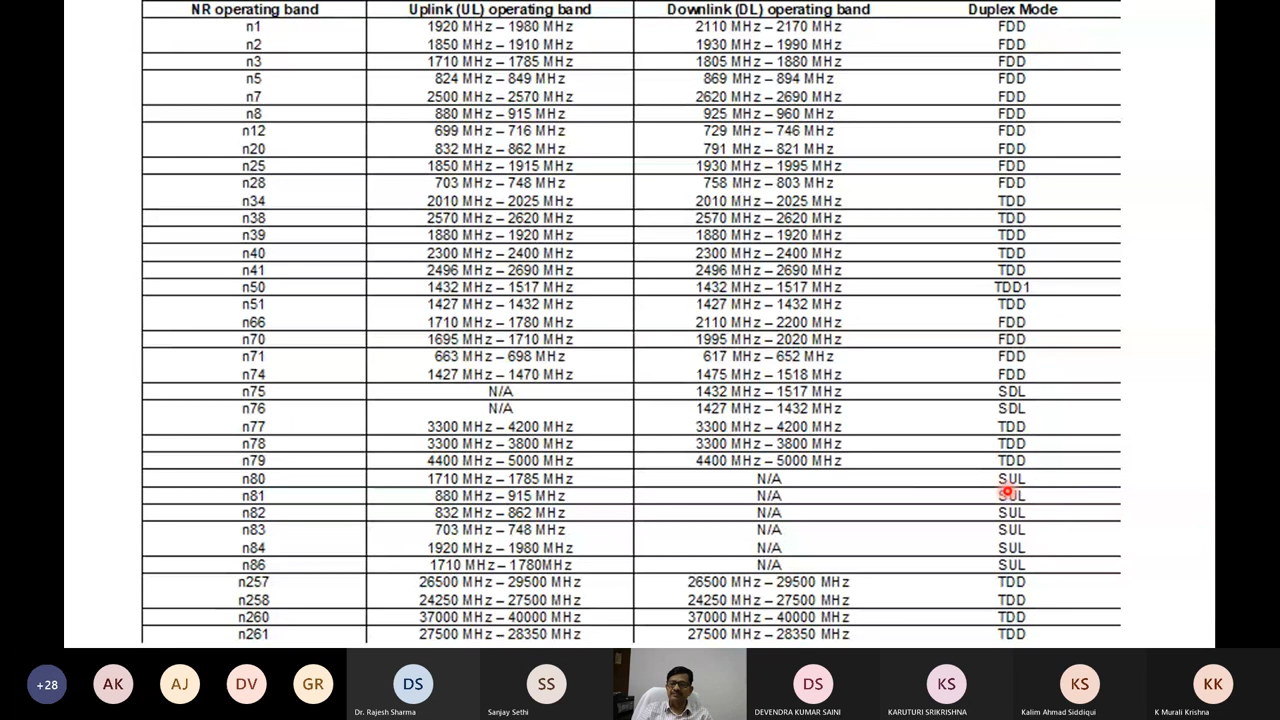 NR operating band Uplink (UL) operating band Downlink (DL) operating band Duplex Mode
n1 1920 MHz – 1980 MHz 2110 MHz – 2170 MHz FDD
n2 1850 MHz – 1910 MHz 1930 MHz – 1990 MHz FDD
n3 1710 MHz – 1785 MHz 1805 MHz – 1880 MHz FDD
n5 824 MHz – 849 MHz 869 MHz – 894 MHz FDD
n7 2500 MHz – 2570 MHz 2620 MHz – 2690 MHz FDD
n8 880 MHz – 915 MHz 925 MHz – 960 MHz FDD
n12 699 MHz – 716 MHz 729 MHz – 746 MHz FDD
n20 832 MHz – 862 MHz 791 MHz – 821 MHz FDD
n25 1850 MHz – 1915 MHz 1930 MHz – 1995 MHz FDD
n28 703 MHz – 748 MHz 758 MHz – 803 MHz FDD
n34 2010 MHz – 2025 MHz 2010 MHz – 2025 MHz TDD
n38 2570 MHz – 2620 MHz 2570 MHz – 2620 MHz TDD
n39 1880 MHz – 1920 MHz 1880 MHz – 1920 MHz TDD
n40 2300 MHz – 2400 MHz 2300 MHz – 2400 MHz TDD
n41 2496 MHz – 2690 MHz 2496 MHz – 2690 MHz TDD
n50 1432 MHz – 1517 MHz 1432 MHz – 1517 MHz TDD1
n51 1427 MHz – 1432 MHz 1427 MHz – 1432 MHz TDD
n66 1710 MHz – 1780 MHz 2110 MHz – 2200 MHz FDD
n70 1695 MHz – 1710 MHz 1995 MHz – 2020 MHz FDD
n71 663 MHz – 698 MHz 617 MHz – 652 MHz FDD
n74 1427 MHz – 1470 MHz 1475 MHz – 1518 MHz FDD
n75 N/A 1432 MHz – 1517 MHz SDL
n76 N/A 1427 MHz – 1432 MHz SDL
n77 3300 MHz – 4200 MHz 3300 MHz – 4200 MHz TDD
n78 3300 MHz – 3800 MHz 3300 MHz – 3800 MHz TDD
n79 4400 MHz – 5000 MHz 4400 MHz – 5000 MHz TDD
n80 1710 MHz – 1785 MHz N/A SUL
n81 880 MHz – 915 MHz N/A SUL
n82 832 MHz – 862 MHz N/A SUL
n83 703 MHz – 748 MHz N/A SUL
n84 1920 MHz – 1980 MHz N/A SUL
n86 1710 MHz – 1780MHz N/A SUL
n257 26500 MHz – 29500 MHz 26500 MHz – 29500 MHz TDD
n258 24250 MHz – 27500 MHz 24250 MHz – 27500 MHz TDD
n260 37000 MHz – 40000 MHz 37000 MHz – 40000 MHz TDD
n261 27500 MHz – 28350 MHz 27500 MHz – 28350 MHz TDD
+28 AK AJ DV GR DS SS DS KS KS KK
Dr. Rajesh Sharma Sanjay Sethi DEVENDRA KUMAR SAINI KARUTURI SRIKRISHNA Kalim Ahmad Siddiqui K Murali Krishna